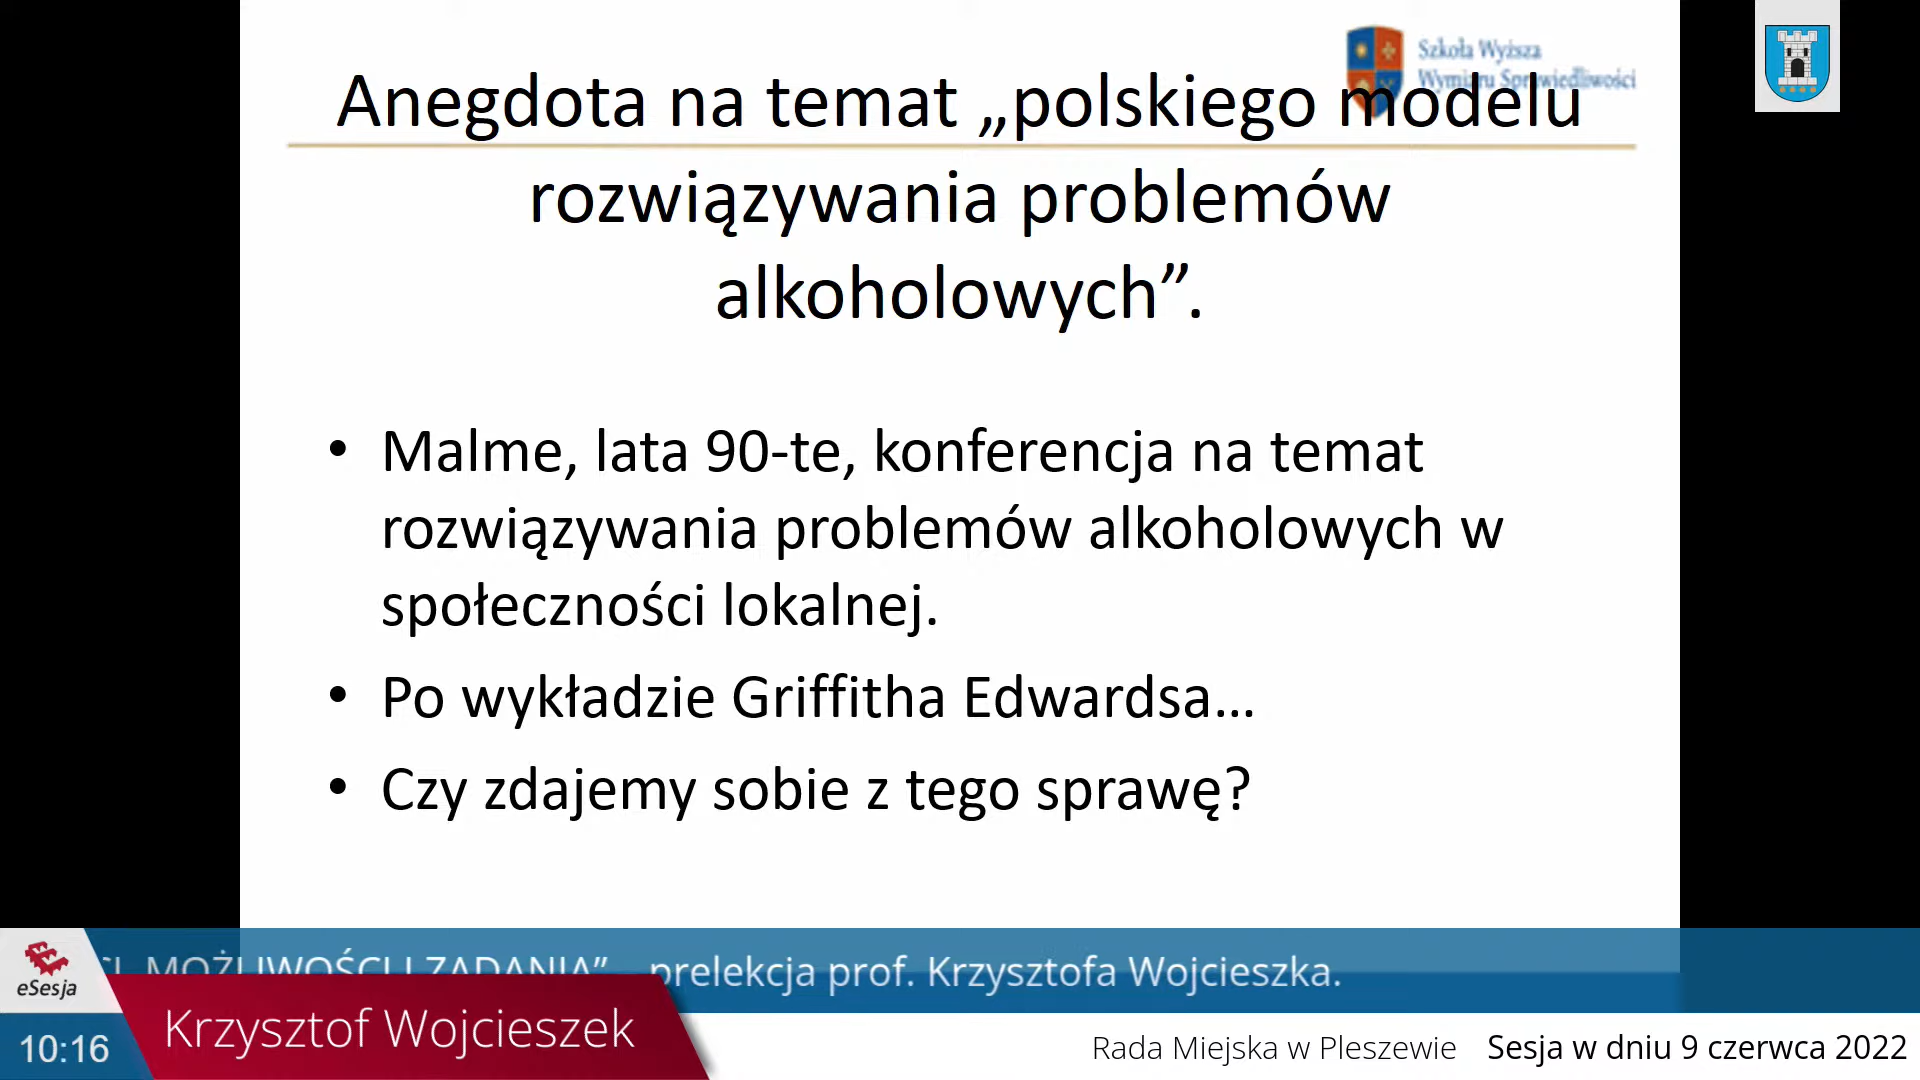 Szkoła Wyższa
Wymiaru Sprawiedliwości
Anegdota na temat „polskiego modelu
rozwiązywania problemów
alkoholowych”.
• Malme, lata 90-te, konferencja na temat
rozwiązywania problemów alkoholowych w
społeczności lokalnej.
• Po wykładzie Griffitha Edwardsa...
• Czy zdajemy sobie z tego sprawę?
MOŻLIWOŚCI I ZADANIA” prelekcja prof. Krzysztofa Wojcieszka.
eSesja
Krzysztof Wojcieszek
10:16
Rada Miejska w Pleszewie Sesja w dniu 9 czerwca 2022